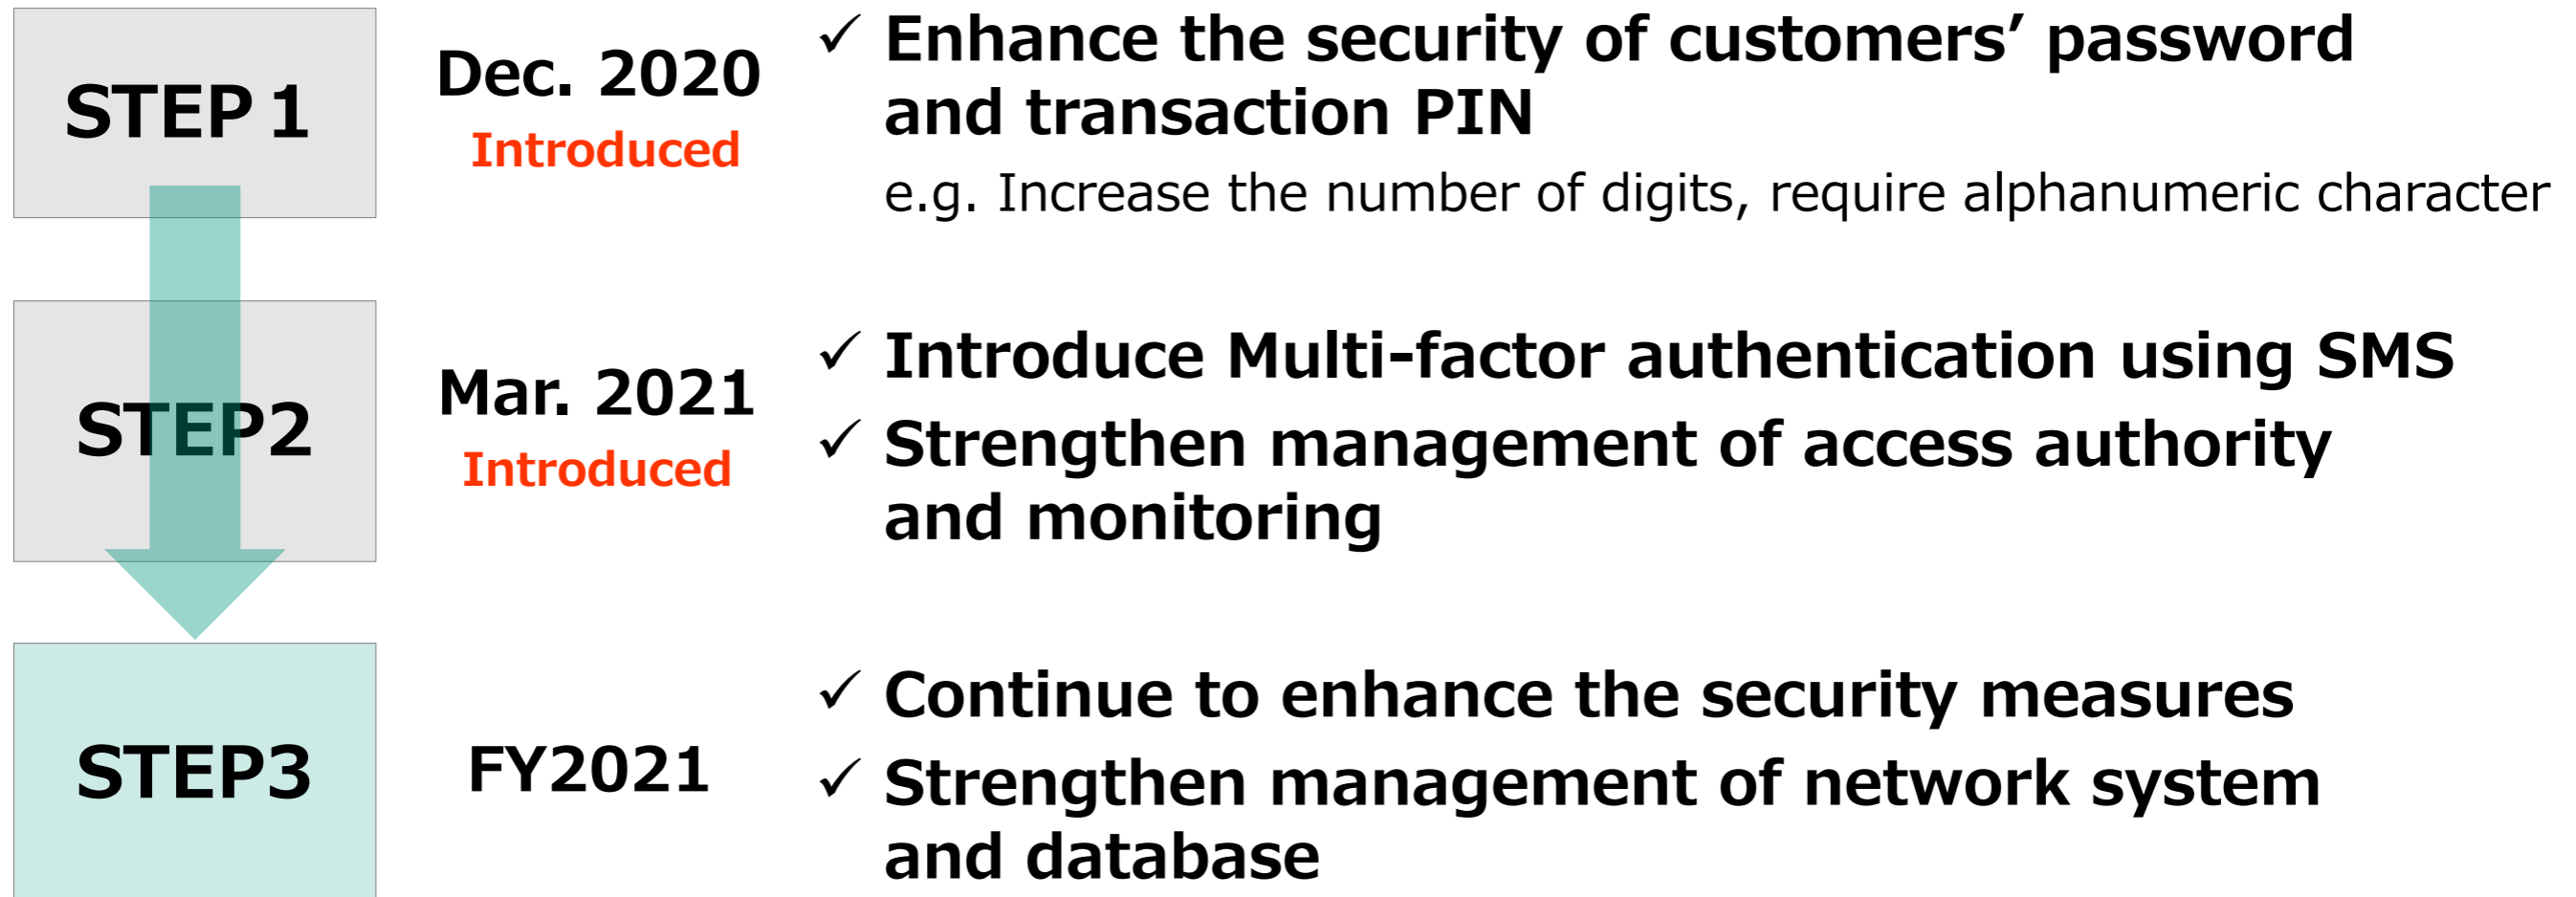 STEP 1
Dec. 2020
Introduced
✓ Enhance the security of customers’ password
and transaction PIN
e.g. Increase the number of digits, require alphanumeric character
STEP2
Mar. 2021
Introduced
✓ Introduce Multi-factor authentication using SMS
✓ Strengthen management of access authority
and monitoring
STEP3
FY2021
✓ Continue to enhance the security measures
✓ Strengthen management of network system
and database